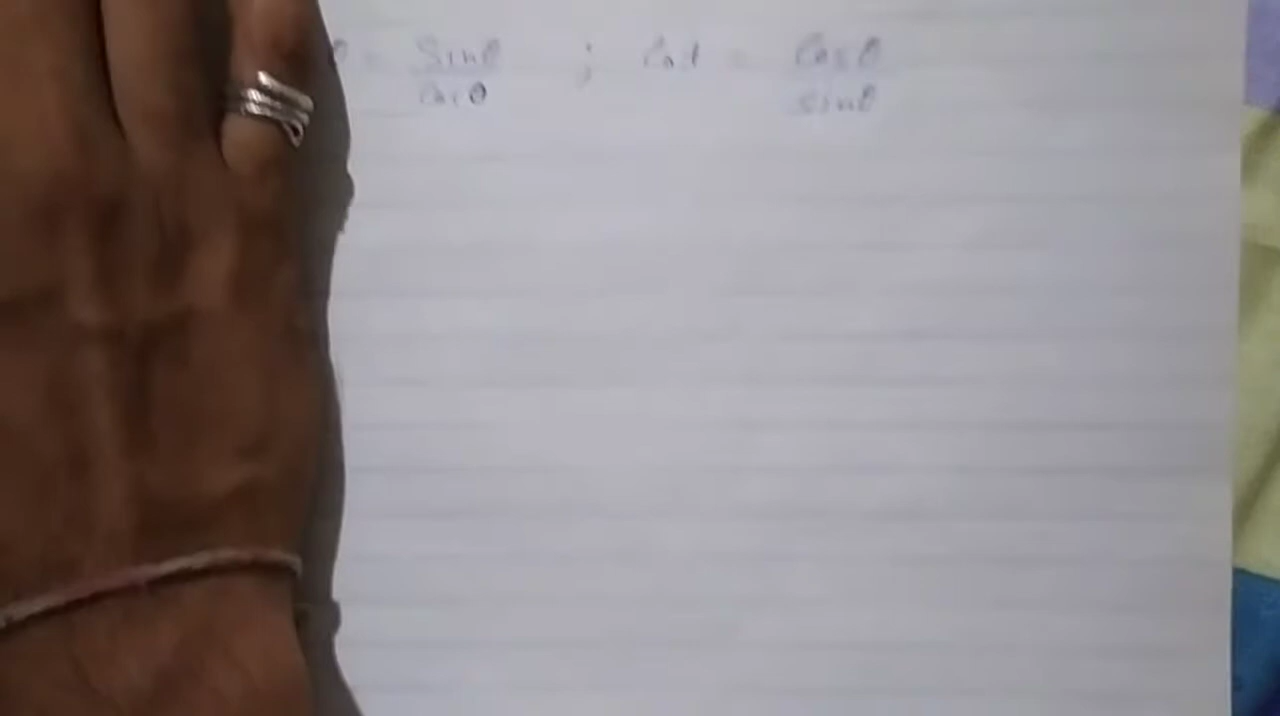 θ = Sinθ / Cosθ ; Cot = Cosθ / sinθ